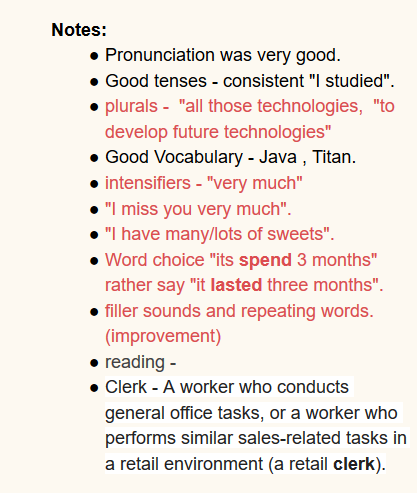 Notes:
● Pronunciation was very good.
● Good tenses - consistent "I studied".
● plurals -  "all those technologies,  "to
develop future technologies"
● Good Vocabulary - Java , Titan.
● intensifiers - "very much"
● "I miss you very much".
● "I have many/lots of sweets".
● Word choice "its spend 3 months"
rather say "it lasted three months".
● filler sounds and repeating words.
(improvement)
● reading -
● Clerk - A worker who conducts
general office tasks, or a worker who
performs similar sales-related tasks in
a retail environment (a retail clerk).